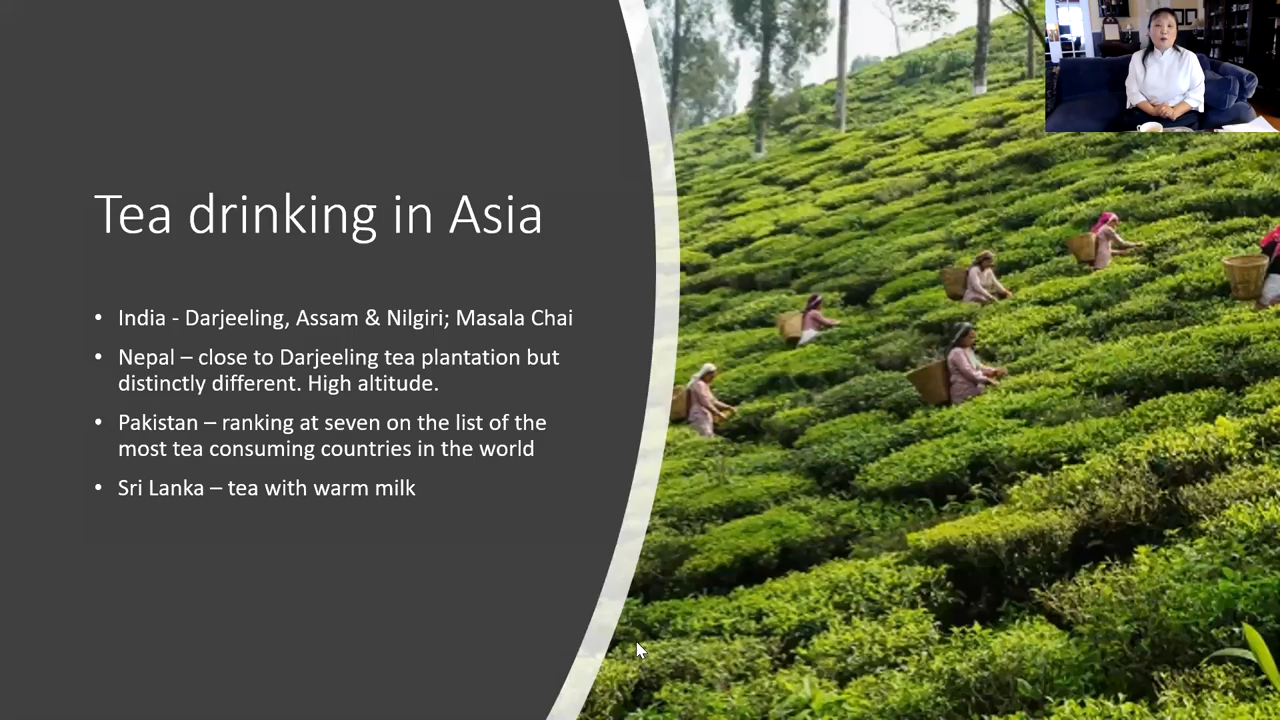 Tea drinking in Asia
• India - Darjeeling, Assam & Nilgiri; Masala Chai
• Nepal – close to Darjeeling tea plantation but
distinctly different. High altitude.
• Pakistan – ranking at seven on the list of the
most tea consuming countries in the world
• Sri Lanka – tea with warm milk